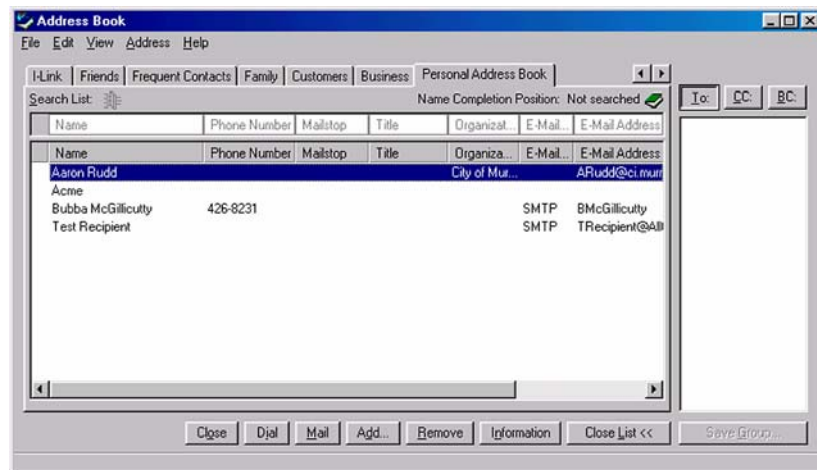 Address Book
File Edit View Address Help
I-Link Friends Frequent Contacts Family Customers Business Personal Address Book
Search List: Name Completion Position: Not searched To: CC: BC:
Name Phone Number Mailstop Title Organizat... E-Mail... E-Mail Address
Name Phone Number Mailstop Title Organiza... E-Mail... E-Mail Address
Aaron Rudd City of Mur... ARudd@ci.murr
Acme
Bubba McGillicutty 426-8231 SMTP BMcGillicutty
Test Recipient SMTP TRecipient@All
Close Dial Mail Add... Remove Information Close List << Save Group...